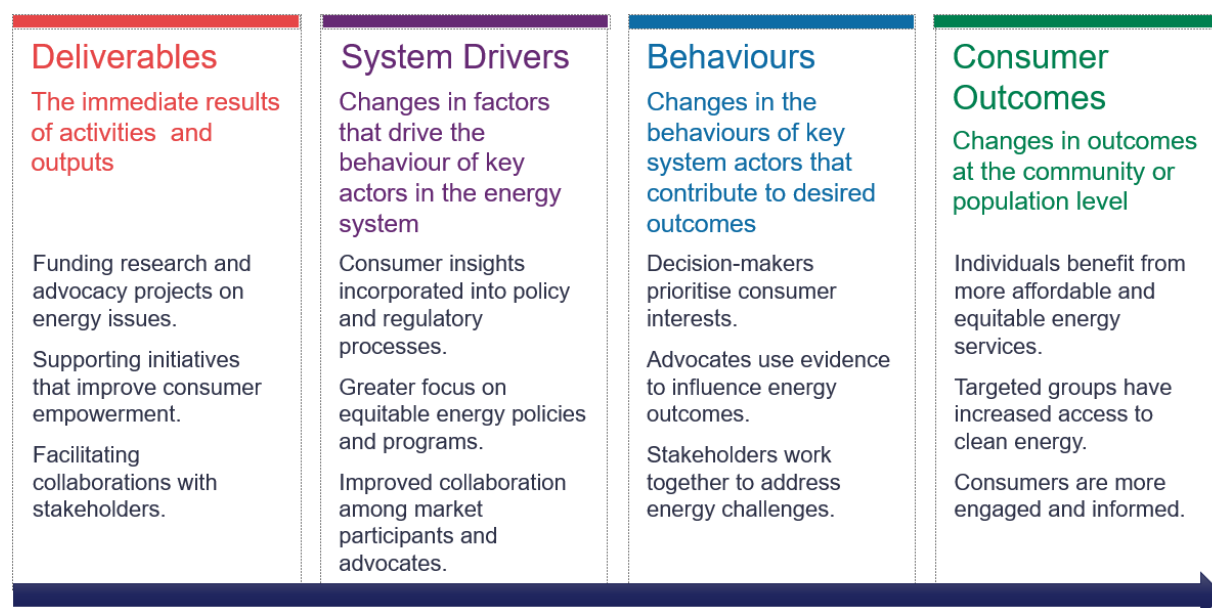 Deliverables
The immediate results
of activities and
outputs
Funding research and
advocacy projects on
energy issues.
Supporting initiatives
that improve consumer
empowerment.
Facilitating
collaborations with
stakeholders.
System Drivers
Changes in factors
that drive the
behaviour of key
actors in the energy
system
Consumer insights
incorporated into policy
and regulatory
processes.
Greater focus on
equitable energy policies
and programs.
Improved collaboration
among market
participants and
advocates.
Behaviours
Changes in the
behaviours of key
system actors that
contribute to desired
outcomes
Decision-makers
prioritise consumer
interests.
Advocates use evidence
to influence energy
outcomes.
Stakeholders work
together to address
energy challenges.
Consumer
Outcomes
Changes in outcomes
at the community or
population level
Individuals benefit from
more affordable and
equitable energy
services.
Targeted groups have
increased access to
clean energy.
Consumers are more
engaged and informed.